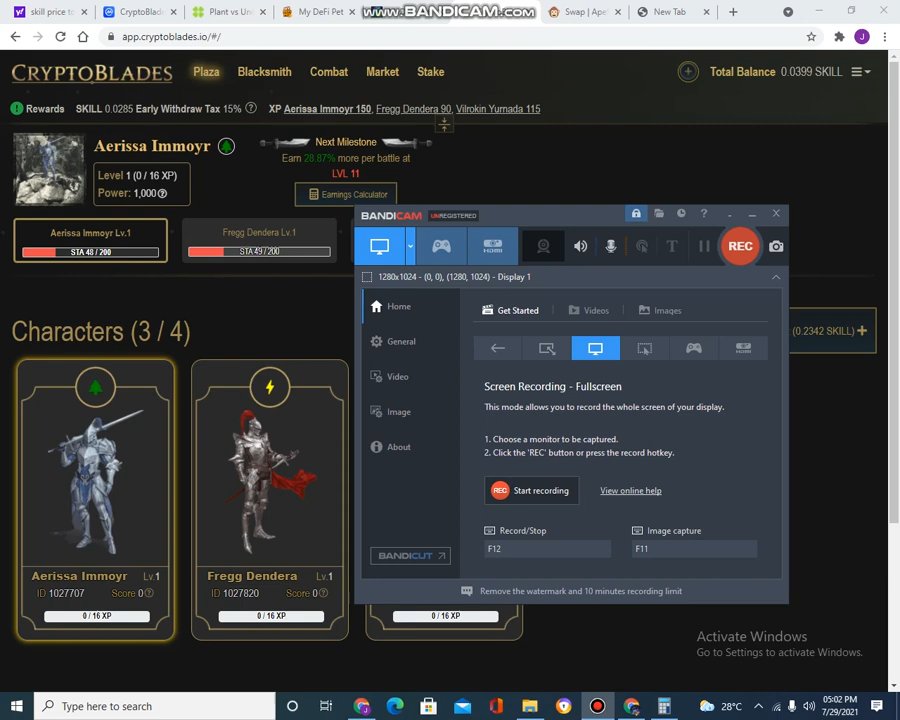 skill price to
CryptoBlades
Plant vs Un
My DeFi Pet
www.BANDICAM.com
Swap | Ape
New Tab
J
app.cryptoblades.io/#/
CRYPTOBLADES
Plaza
Blacksmith
Combat
Market
Stake
Total Balance 0.0399 SKILL
Rewards SKILL 0.0285 Early Withdraw Tax 15% XP Aerissa Immoyr 150, Fregg Dendera 90, Vilrokin Yumada 115
Aerissa Immoyr
Level 1 (0 / 16 XP)
Power: 1,000
Next Milestone
Earn 28.87% more per battle at
LVL 11
Earnings Calculator
Aerissa Immoyr Lv.1
STA 48 / 200
Fregg Dendera Lv.1
STA 49 / 200
Characters (3 / 4)
(0.2342 SKILL) +
Aerissa Immoyr Lv.1
ID 1027707 Score 0
0 / 16 XP
Fregg Dendera Lv.1
ID 1027820 Score 0
0 / 16 XP
0 / 16 XP
BANDICAM UNREGISTERED
HDMI
REC
1280x1024 - (0, 0), (1280, 1024) - Display 1
Home
General
Video
Image
About
BANDICUT
Get Started
Videos
Images
HDMI
Screen Recording - Fullscreen
This mode allows you to record the whole screen of your display.
1. Choose a monitor to be captured.
2. Click the 'REC' button or press the record hotkey.
REC Start recording
View online help
Record/Stop
F12
Image capture
F11
Remove the watermark and 10 minutes recording limit
Activate Windows
Go to Settings to activate Windows.
Type here to search
28°C
05:02 PM
7/29/2021